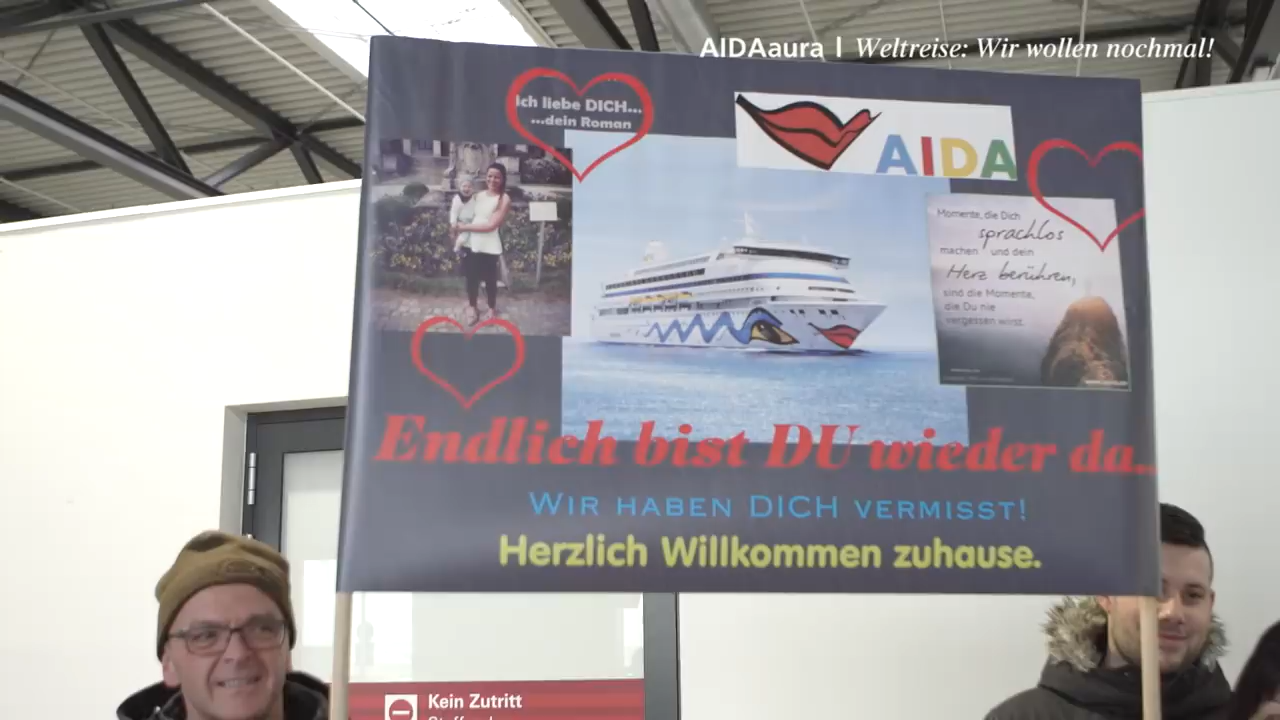 AIDAaura | Weltreise: Wir wollen nochmal!
Ich liebe DICH...
...dein Roman
AIDA
Momente, die Dich
sprachlos
machen und dein
Herz berühren,
sind die Momente,
die Du nie
vergessen wirst.
Endlich bist DU wieder da..
WIR HABEN DICH VERMISST!
Herzlich Willkommen zuhause.
Kein Zutritt